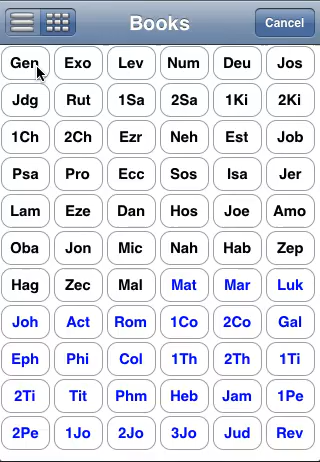 Books Cancel
Gen Exo Lev Num Deu Jos
Jdg Rut 1Sa 2Sa 1Ki 2Ki
1Ch 2Ch Ezr Neh Est Job
Psa Pro Ecc Sos Isa Jer
Lam Eze Dan Hos Joe Amo
Oba Jon Mic Nah Hab Zep
Hag Zec Mal Mat Mar Luk
Joh Act Rom 1Co 2Co Gal
Eph Phi Col 1Th 2Th 1Ti
2Ti Tit Phm Heb Jam 1Pe
2Pe 1Jo 2Jo 3Jo Jud Rev